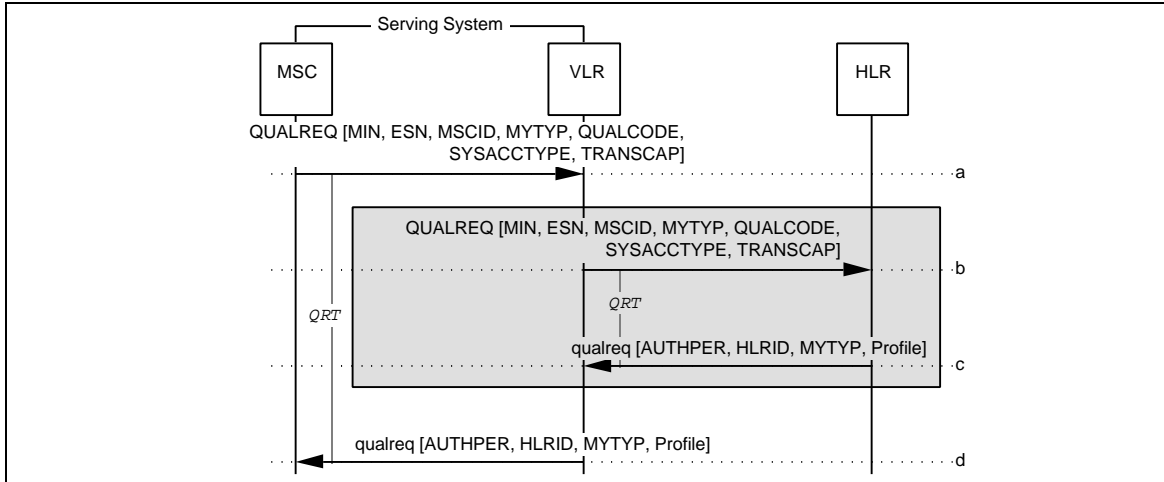 Serving System
MSC
VLR
HLR
QUALREQ [MIN, ESN, MSCID, MYTYP, QUALCODE,
SYSACCTYPE, TRANSCAP]
a
QUALREQ [MIN, ESN, MSCID, MYTYP, QUALCODE,
SYSACCTYPE, TRANSCAP]
b
QRT
QRT
qualreq [AUTHPER, HLRID, MYTYP, Profile]
c
qualreq [AUTHPER, HLRID, MYTYP, Profile]
d